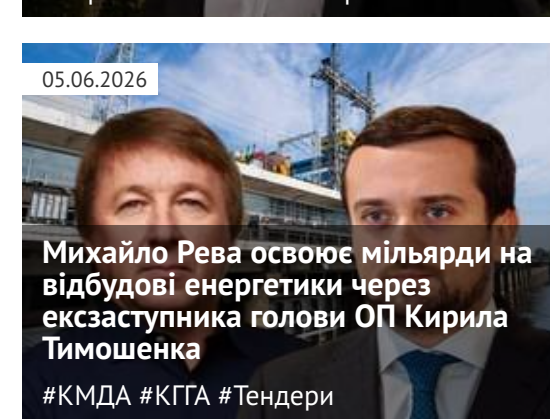 05.06.2026
Михайло Рева освоює мільярди на
відбудові енергетики через
ексзаступника голови ОП Кирила
Тимошенка
#КМДА #КГГА #Тендери